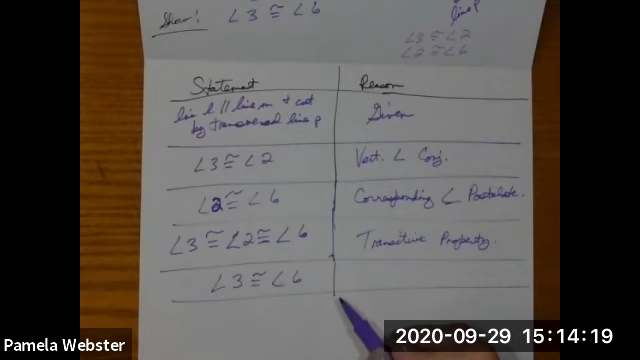 Show! ∠3 ≅ ∠6
line p
∠3 ≅ ∠2
∠2 ≅ ∠6
Statement Reason
line l // line m & cut by transversal line p Given
∠3 ≅ ∠2 Vert. ∠ Conj.
∠2 ≅ ∠6 Corresponding ∠ Postulate.
∠3 ≅ ∠2 ≅ ∠6 Transitive Property.
∠3 ≅ ∠6
Pamela Webster
2020-09-29 15:14:19